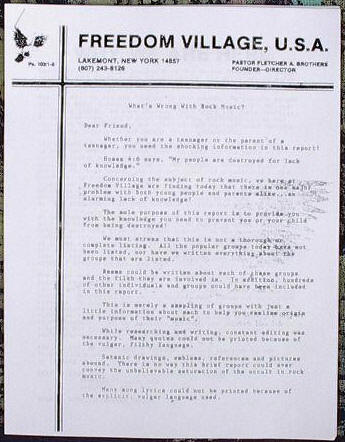 FREEDOM VILLAGE, U.S.A.
LAKEMONT, NEW YORK 14857
(607) 243-8126
PASTOR FLETCHER A. BROTHERS
FOUNDER—DIRECTOR
Ps. 103:1-6
What's Wrong With Rock Music?
Dear Friend,
Whether you are a teenager or the parent of a
teenager, you need the shocking information in this report!
Hosea 4:6 says, "My people are destroyed for lack
of knowledge."
Concerning the subject of rock music, we here at
Freedom Village are finding today that there is one major
problem with both young people and parents alike...an
alarming lack of knowledge!
The sole purpose of this report is to provide you
with the knowledge you need to prevent you or your child
from being destroyed!
We must stress that this is not a thorough or
complete listing. All the popular groups today have not
been listed, nor have we written everything about the
groups that are listed.
Reams could be written about each of these groups
and the filth they are involved in. In addition, hundreds
of other individuals and groups could have been included
in this report.
This is merely a sampling of groups with just a
little information about each to help you realize origin
and purpose of their "music".
While researching and writing, constant editing was
necessary. Many quotes could not be printed because of
the vulgar, filthy language.
Satanic drawings, emblems, references and pictures
abound. There is no way this brief report could ever
convey the unbelievable saturation of the occult in rock
music.
Many song lyrics could not be printed because of
the explicit, vulgar language used.